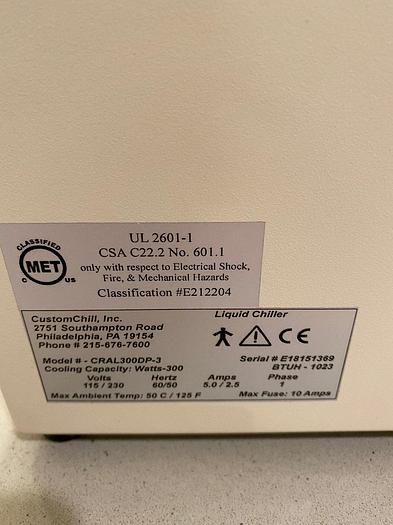 CLASSIFIED
MET
C US
UL 2601-1
CSA C22.2 No. 601.1
only with respect to Electrical Shock,
Fire, & Mechanical Hazards
Classification #E212204
CustomChill, Inc.
2751 Southampton Road
Philadelphia, PA 19154
Phone # 215-676-7600
Liquid Chiller
CE
Model # - CRAL300DP-3
Serial # E18151369
Cooling Capacity: Watts-300
BTUH - 1023
Volts Hertz Amps Phase
115 / 230 60/50 5.0 / 2.5 1
Max Ambient Temp: 50 C / 125 F
Max Fuse: 10 Amps